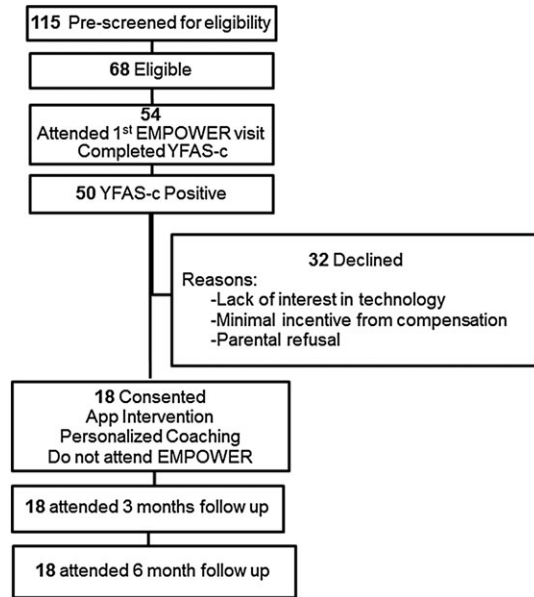 115 Pre-screened for eligibility
68 Eligible
54
Attended 1st EMPOWER visit
Completed YFAS-c
50 YFAS-c Positive
32 Declined
Reasons:
-Lack of interest in technology
-Minimal incentive from compensation
-Parental refusal
18 Consented
App Intervention
Personalized Coaching
Do not attend EMPOWER
18 attended 3 months follow up
18 attended 6 month follow up